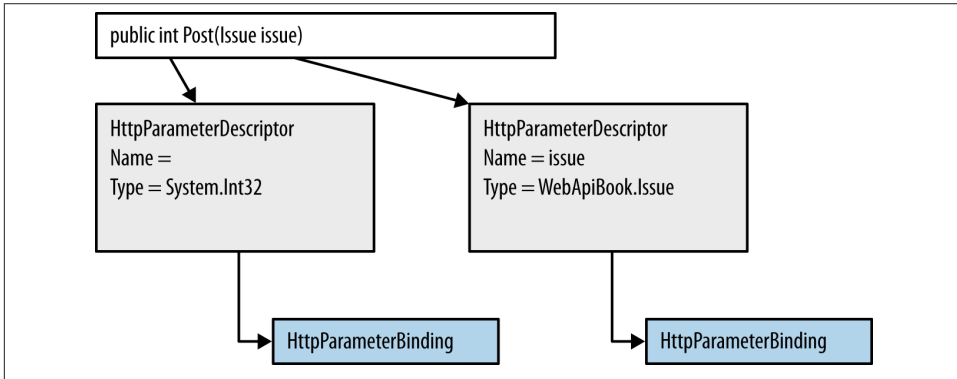 public int Post(Issue issue)
HttpParameterDescriptor
Name =
Type = System.Int32
HttpParameterDescriptor
Name = issue
Type = WebApiBook.Issue
HttpParameterBinding
HttpParameterBinding